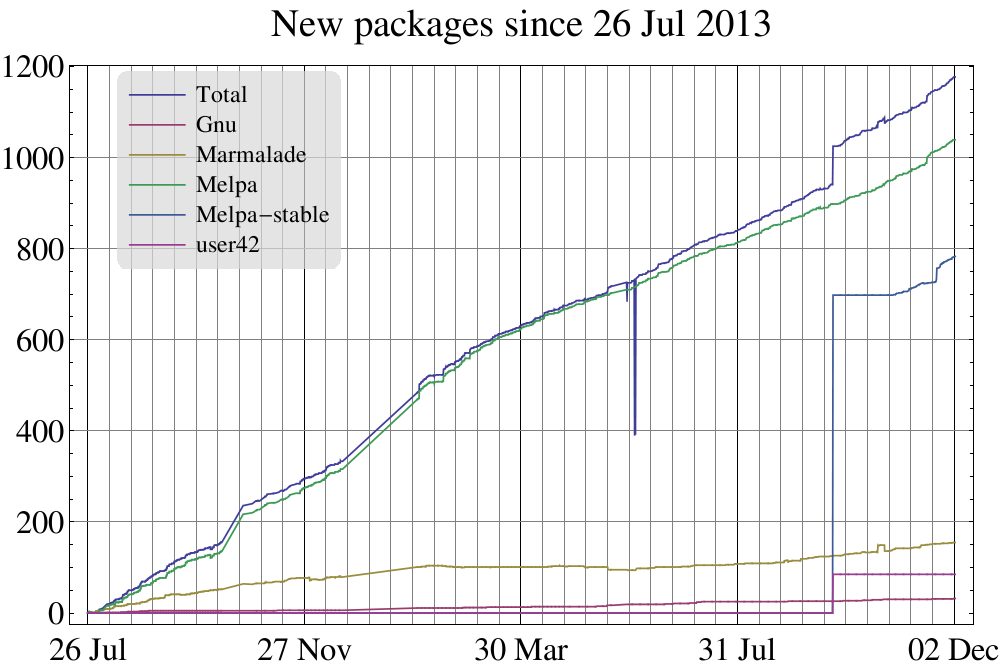 New packages since 26 Jul 2013
1200
1000
800
600
400
200
0
Total
Gnu
Marmalade
Melpa
Melpa−stable
user42
26 Jul
27 Nov
30 Mar
31 Jul
02 Dec